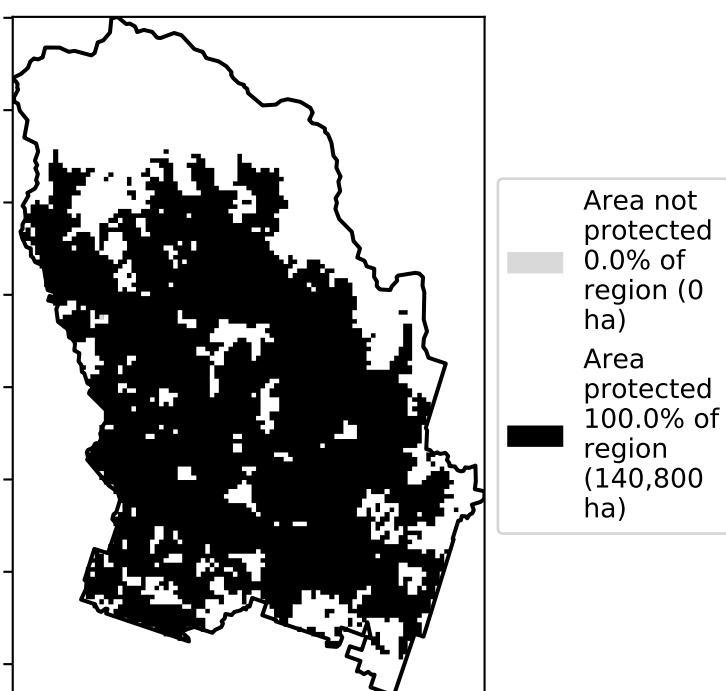 Area not
protected
0.0% of
region (0
ha)
Area
protected
100.0% of
region
(140,800
ha)